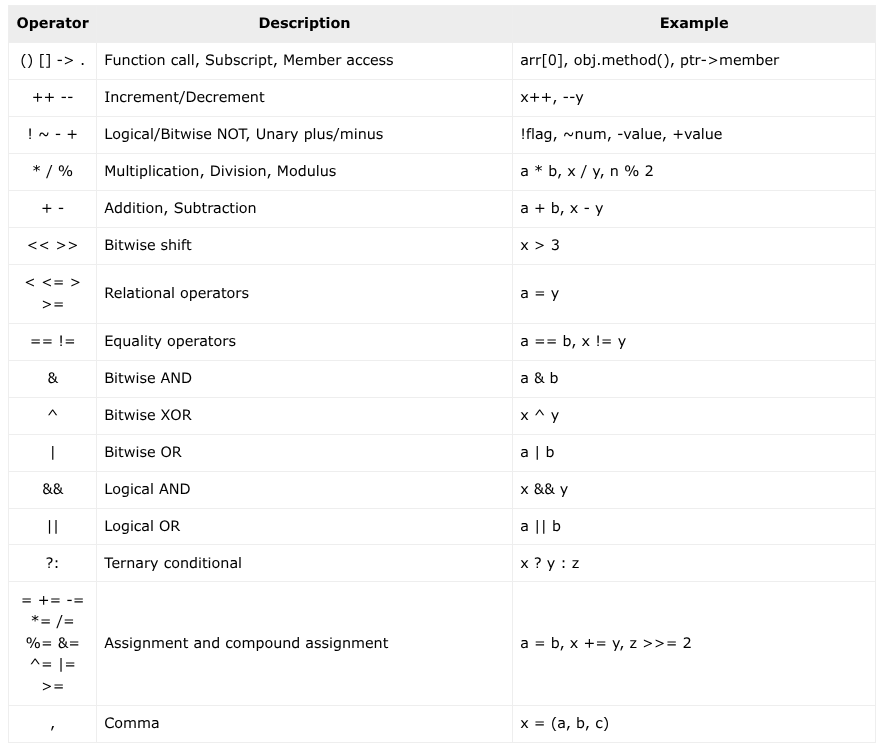 Operator Description Example
() [] -> . Function call, Subscript, Member access arr[0], obj.method(), ptr->member
++ -- Increment/Decrement x++, --y
! ~ - + Logical/Bitwise NOT, Unary plus/minus !flag, ~num, -value, +value
* / % Multiplication, Division, Modulus a * b, x / y, n % 2
+ - Addition, Subtraction a + b, x - y
<< >> Bitwise shift x > 3
< <= >
>= Relational operators a = y
== != Equality operators a == b, x != y
& Bitwise AND a & b
^ Bitwise XOR x ^ y
| Bitwise OR a | b
&& Logical AND x && y
|| Logical OR a || b
?: Ternary conditional x ? y : z
= += -=
*= /=
%= &= Assignment and compound assignment a = b, x += y, z >>= 2
^= |=
>=
, Comma x = (a, b, c)